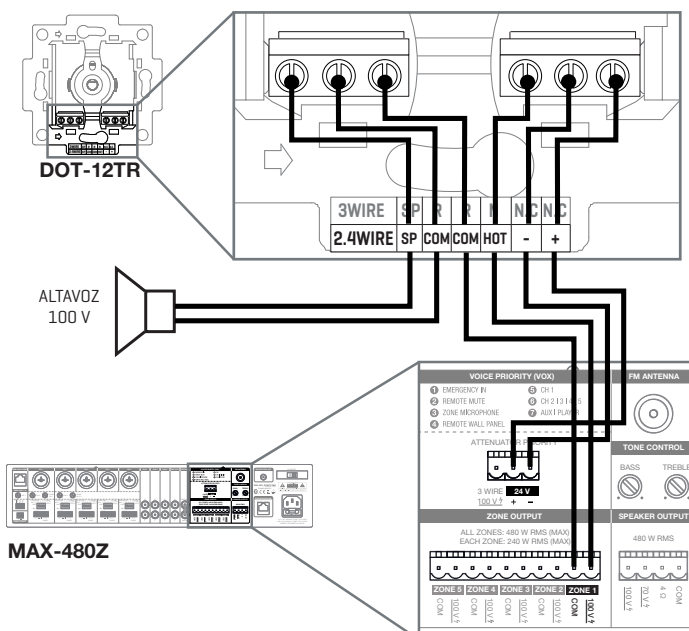 DOT-12TR
3WIRE SP R R N N.C N.C
2.4WIRE SP COM COM HOT - +
ALTAVOZ
100 V
MAX-480Z
VOICE PRIORITY (VOX)
1 EMERGENCY IN
2 REMOTE MUTE
3 ZONE MICROPHONE
4 REMOTE WALL PANEL
5 CH 1
6 CH 2 I 3 I 4 I 5
7 AUX I PLAYER
ATTENUATOR PRIORITY
3 WIRE 24 V
100 V + -
FM ANTENNA
TONE CONTROL
BASS TREBLE
ZONE OUTPUT
ALL ZONES: 480 W RMS (MAX)
EACH ZONE: 240 W RMS (MAX)
ZONE 5 ZONE 4 ZONE 3 ZONE 2 ZONE 1
COM 100 V COM 100 V COM 100 V COM 100 V COM 100 V
SPEAKER OUTPUT
480 W RMS
100 V 70 V 4 Ω COM